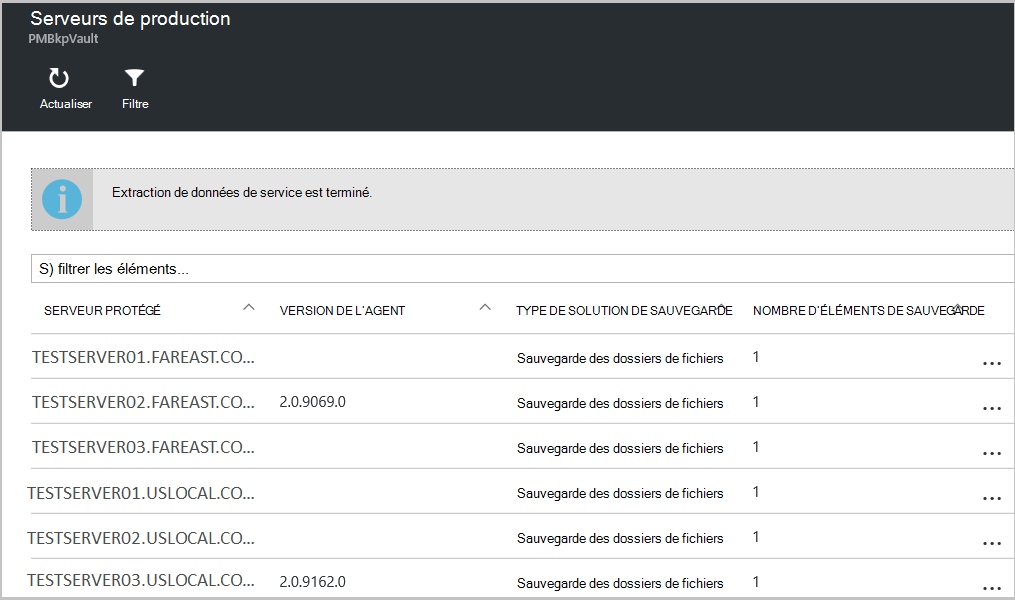 Serveurs de production
PMBkpVault
Actualiser Filtre
Extraction de données de service est terminé.
S) filtrer les éléments...
SERVEUR PROTÉGÉ VERSION DE L'AGENT TYPE DE SOLUTION DE SAUVEGARDE NOMBRE D'ÉLÉMENTS DE SAUVEGARDE
TESTSERVER01.FAREAST.CO... Sauvegarde des dossiers de fichiers 1 ...
TESTSERVER02.FAREAST.CO... 2.0.9069.0 Sauvegarde des dossiers de fichiers 1 ...
TESTSERVER03.FAREAST.CO... Sauvegarde des dossiers de fichiers 1 ...
TESTSERVER01.USLOCAL.CO... Sauvegarde des dossiers de fichiers 1 ...
TESTSERVER02.USLOCAL.CO... Sauvegarde des dossiers de fichiers 1 ...
TESTSERVER03.USLOCAL.CO... 2.0.9162.0 Sauvegarde des dossiers de fichiers 1 ...